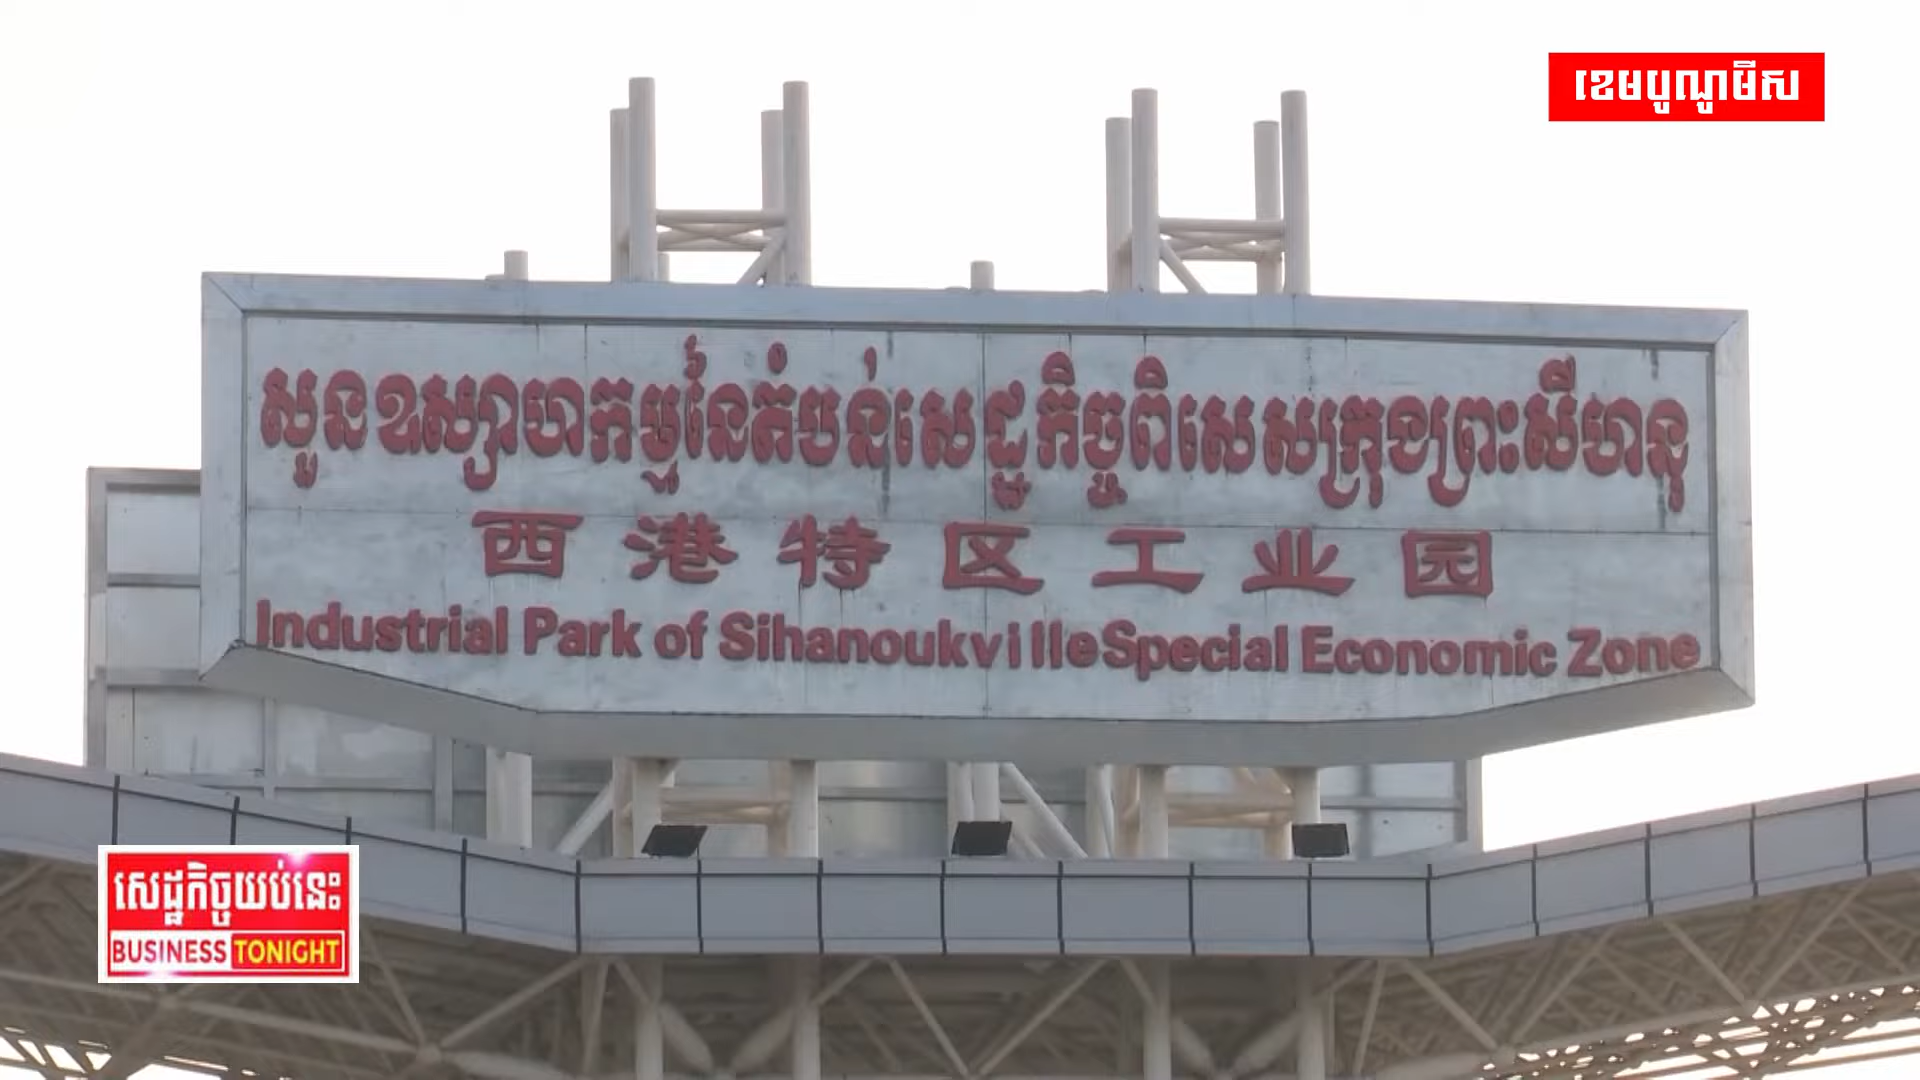 ខេមបូណូមីស
សួនឧស្សាហកម្មនៃតំបន់សេដ្ឋកិច្ចពិសេសក្រុងព្រះសីហនុ
西港特区工业园
Industrial Park of Sihanoukville Special Economic Zone
សេដ្ឋកិច្ចយប់នេះ
BUSINESS TONIGHT